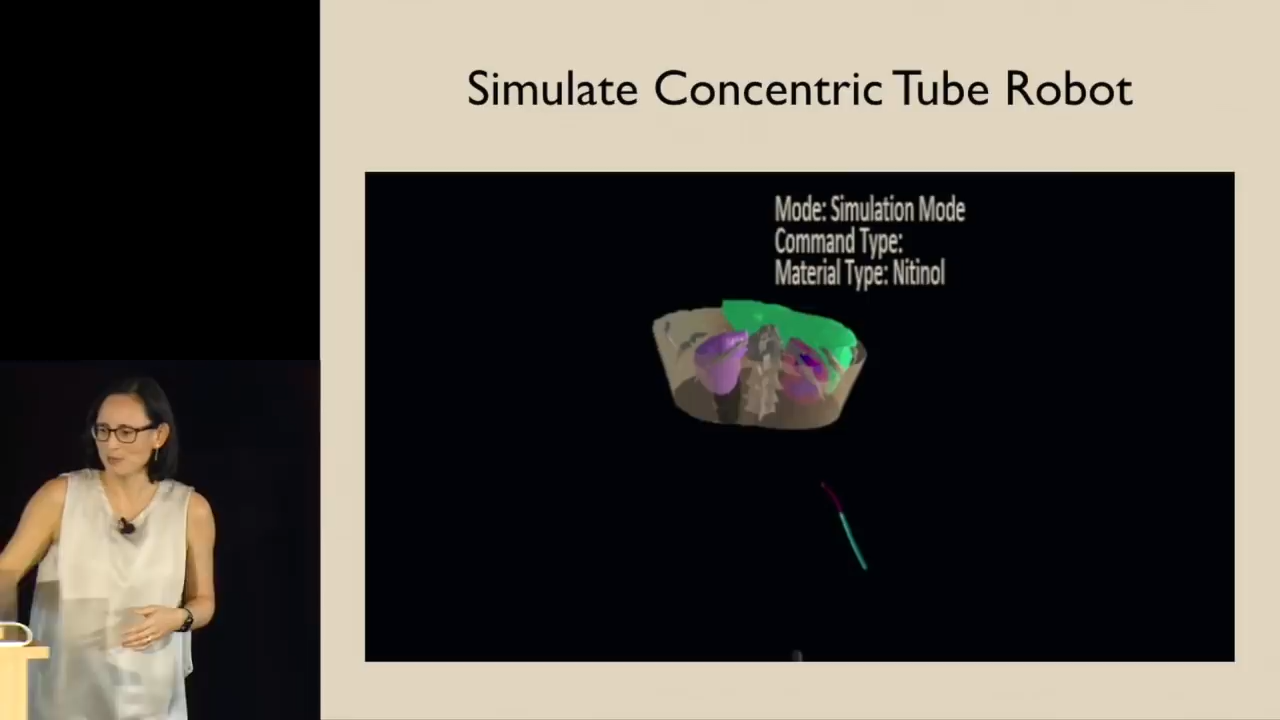 Simulate Concentric Tube Robot
Mode: Simulation Mode
Command Type:
Material Type: Nitinol